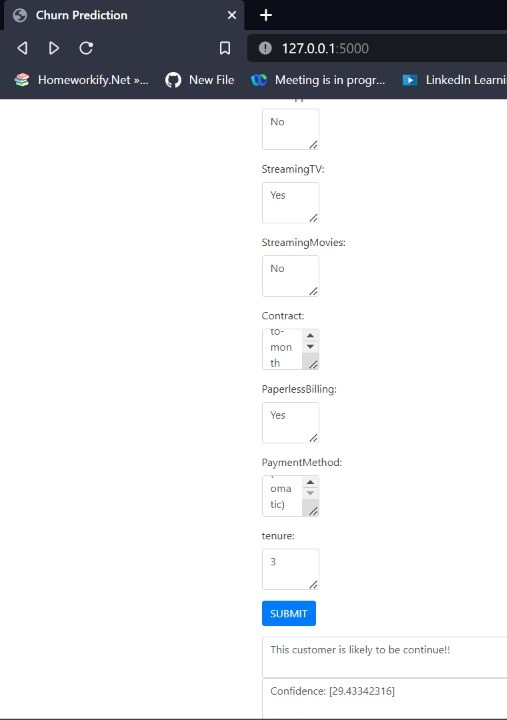 Churn Prediction
127.0.0.1:5000
Homeworkify.Net »... New File Meeting is in progr... LinkedIn Learni
No
StreamingTV:
Yes
StreamingMovies:
No
Contract:
to-
mon
th
PaperlessBilling:
Yes
PaymentMethod:
oma
tic)
tenure:
3
SUBMIT
This customer is likely to be continue!!
Confidence: [29.43342316]